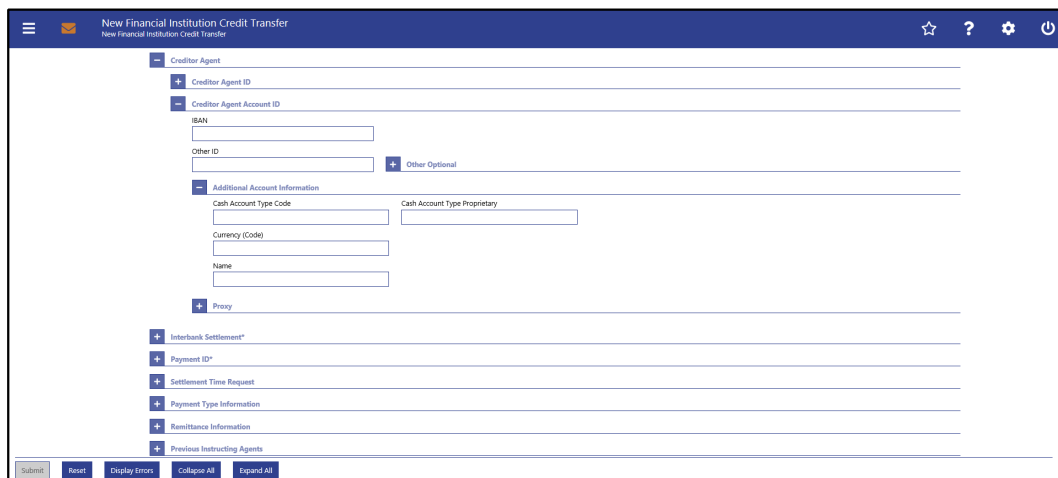 New Financial Institution Credit Transfer
New Financial Institution Credit Transfer
Creditor Agent
Creditor Agent ID
Creditor Agent Account ID
IBAN
Other ID
Other Optional
Additional Account Information
Cash Account Type Code Cash Account Type Proprietary
Currency (Code)
Name
Proxy
Interbank Settlement*
Payment ID*
Settlement Time Request
Payment Type Information
Remittance Information
Previous Instructing Agents
Submit Reset Display Errors Collapse All Expand All